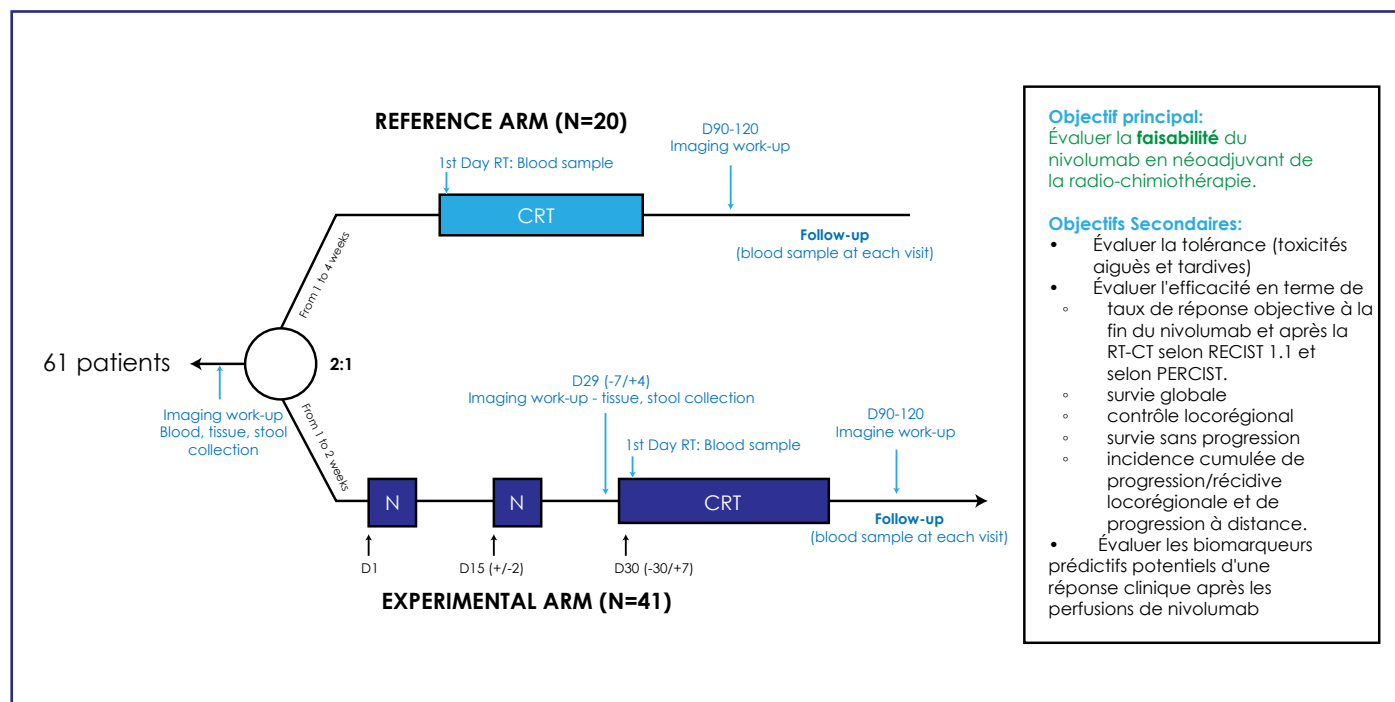 REFERENCE ARM (N=20)
D90-120
Imaging work-up
1st Day RT: Blood sample
CRT
Follow-up
(blood sample at each visit)
From 1 to 4 weeks
61 patients
2:1
Imaging work-up
Blood, tissue, stool
collection
From 1 to 2 weeks
D29 (-7/+4)
Imaging work-up - tissue, stool collection
D90-120
Imagine work-up
1st Day RT: Blood sample
N
N
CRT
Follow-up
(blood sample at each visit)
D1
D15 (+/-2)
D30 (-30/+7)
EXPERIMENTAL ARM (N=41)
Objectif principal:
Évaluer la faisabilité du
nivolumab en néoadjuvant de
la radio-chimiothérapie.
Objectifs Secondaires:
• Évaluer la tolérance (toxicités
aiguès et tardives)
• Évaluer l'efficacité en terme de
◦ taux de réponse objective à la
fin du nivolumab et après la
RT-CT selon RECIST 1.1 et
selon PERCIST.
◦ survie globale
◦ contrôle locorégional
◦ survie sans progression
◦ incidence cumulée de
progression/récidive
locorégionale et de
progression à distance.
• Évaluer les biomarqueurs
prédictifs potentiels d'une
réponse clinique après les
perfusions de nivolumab